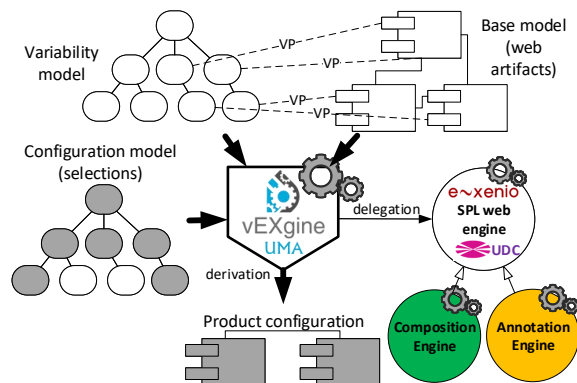 Variability
model
VP
VP
VP
VP
Base model
(web
artifacts)
Configuration model
(selections)
vEXgine
UMA
delegation
e~xenio
SPL web
engine
UDC
derivation
Product configuration
Composition
Engine
Annotation
Engine